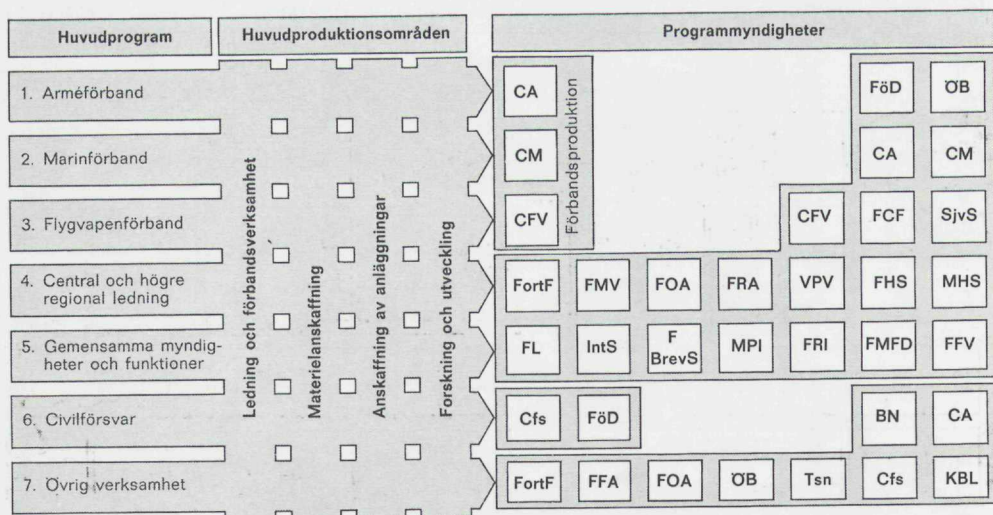 Huvudprogram
Huvudproduktionsområden
Programmyndigheter
1. Arméförband
2. Marinförband
3. Flygvapenförband
4. Central och högre
regional ledning
5. Gemensamma myndig-
heter och funktioner
6. Civilförsvar
7. Övrig verksamhet
Ledning och förbandsverksamhet
Materielanskaffning
Anskaffning av anläggningar
Forskning och utveckling
Förbandsproduktion
CA
FöD
ÖB
CM
CA
CM
CFV
CFV
FCF
SjvS
FortF
FMV
FOA
FRA
VPV
FHS
MHS
FL
IntS
F
BrevS
MPI
FRI
FMFD
FFV
Cfs
FöD
BN
CA
FortF
FFA
FOA
ÖB
Tsn
Cfs
KBL